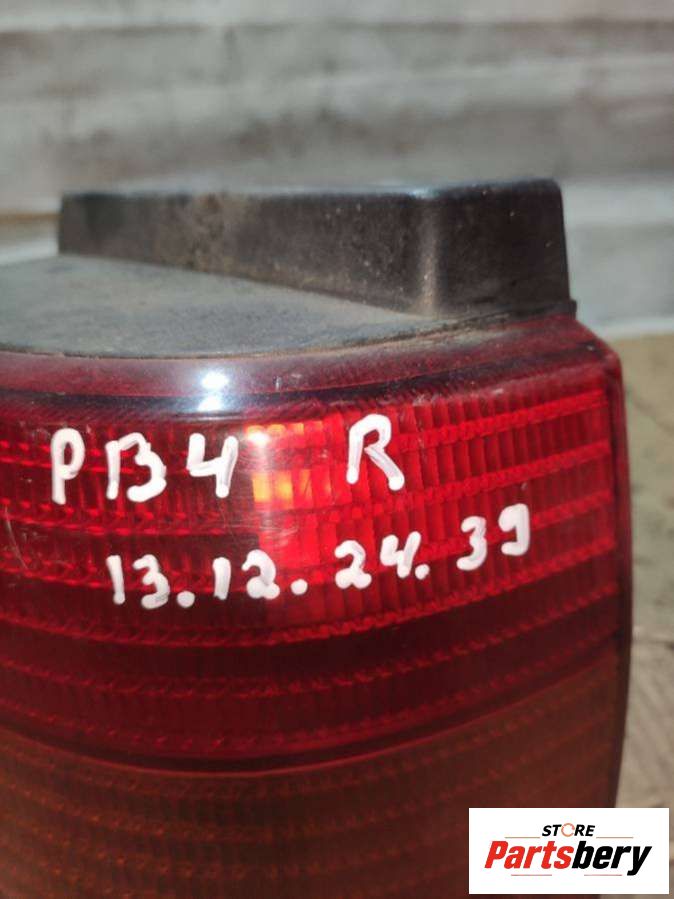 PB4 R
13.12.24.39
STORE
Partsbery